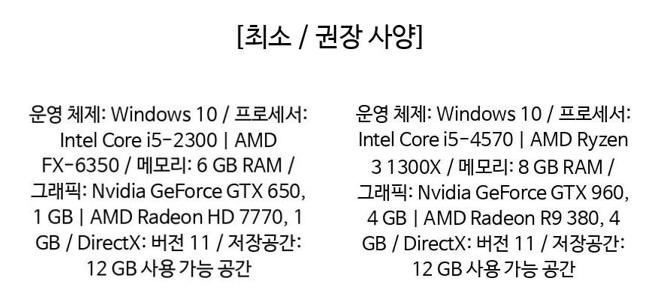 [최소 / 권장 사양]
운영 체제: Windows 10 / 프로세서:
Intel Core i5-2300 | AMD
FX-6350 / 메모리: 6 GB RAM /
그래픽: Nvidia GeForce GTX 650,
1 GB | AMD Radeon HD 7770, 1
GB / DirectX: 버전 11 / 저장공간:
12 GB 사용 가능 공간
운영 체제: Windows 10 / 프로세서:
Intel Core i5-4570 | AMD Ryzen
3 1300X / 메모리: 8 GB RAM /
그래픽: Nvidia GeForce GTX 960,
4 GB | AMD Radeon R9 380, 4
GB / DirectX: 버전 11 / 저장공간:
12 GB 사용 가능 공간